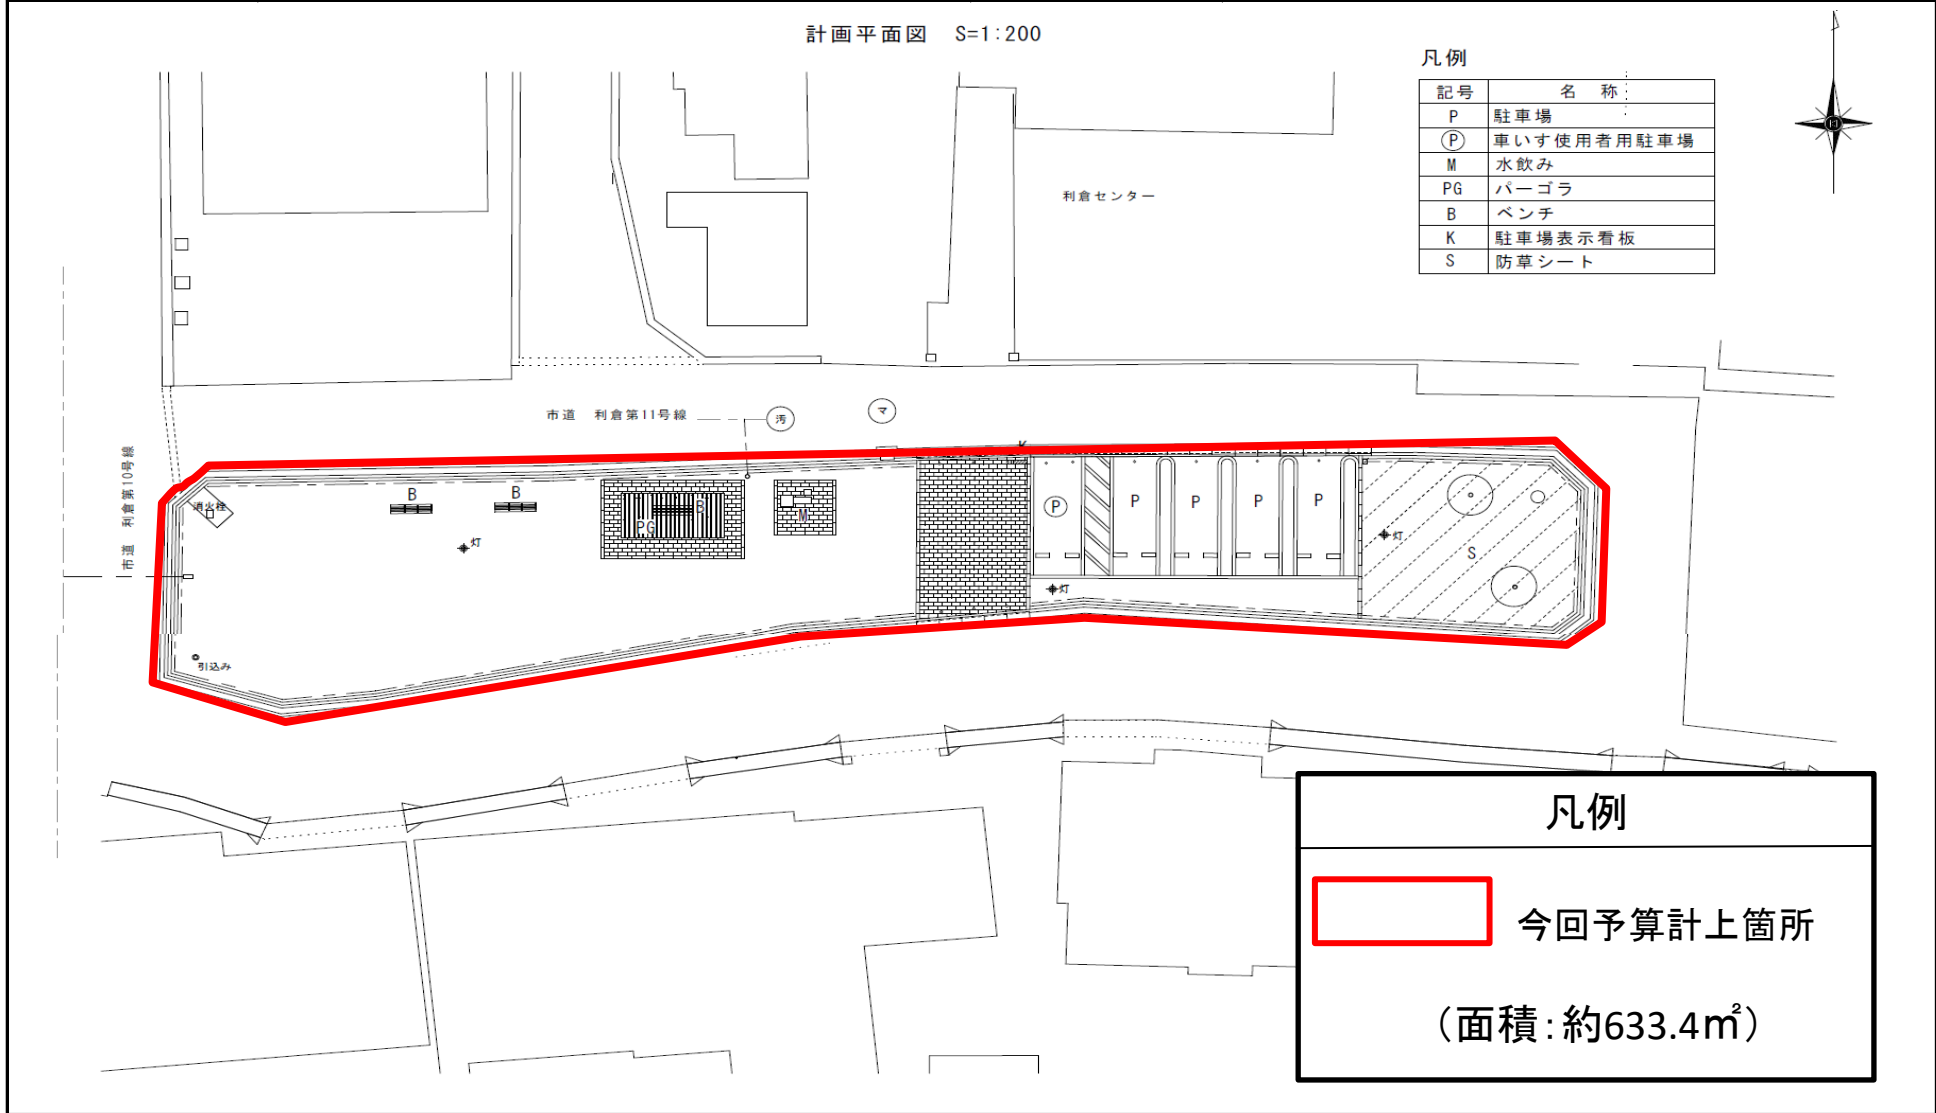 計画平面図 S=1:200
凡例
記号 名称
P 駐車場
Ⓟ 車いす使用者用駐車場
M 水飲み
PG パーゴラ
B ベンチ
K 駐車場表示看板
S 防草シート
利倉センター
市道 利倉第11号線
汚
マ
市道 利倉第10号線
消火栓
B
B
PG
B
M
K
Ⓟ
P
P
P
P
灯
灯
灯
S
引込み
凡例
今回予算計上箇所
（面積：約633.4㎡）